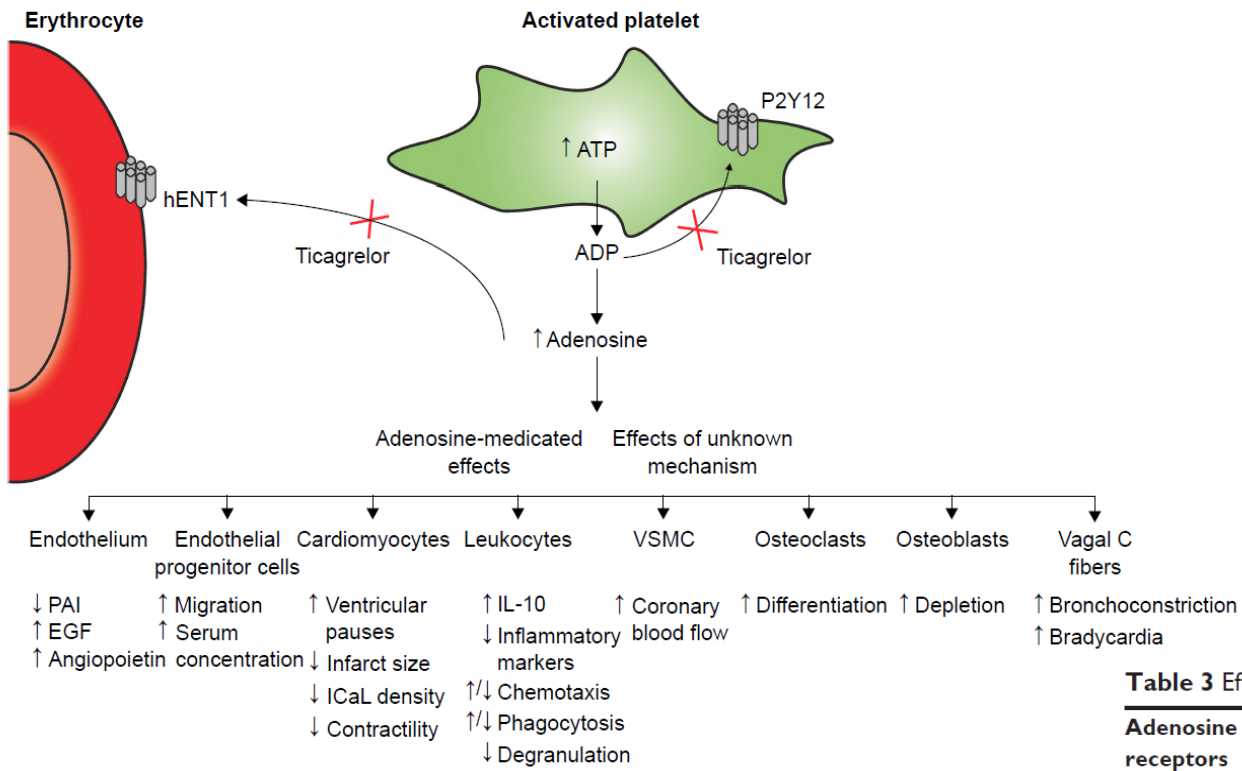 Erythrocyte
Activated platelet
P2Y12
↑ ATP
hENT1
Ticagrelor
ADP
Ticagrelor
↑ Adenosine
Adenosine-medicated
effects
Effects of unknown
mechanism
Endothelium
↓ PAI
↑ EGF
↑ Angiopoietin
Endothelial
progenitor cells
↑ Migration
↑ Serum
concentration
Cardiomyocytes
↑ Ventricular
pauses
↓ Infarct size
↓ ICaL density
↓ Contractility
Leukocytes
↑ IL-10
↓ Inflammatory
markers
↑/↓ Chemotaxis
↑/↓ Phagocytosis
↓ Degranulation
VSMC
↑ Coronary
blood flow
Osteoclasts
↑ Differentiation
Osteoblasts
↑ Depletion
Vagal C
fibers
↑ Bronchoconstriction
↑ Bradycardia
Table 3 Ef
Adenosine
receptors